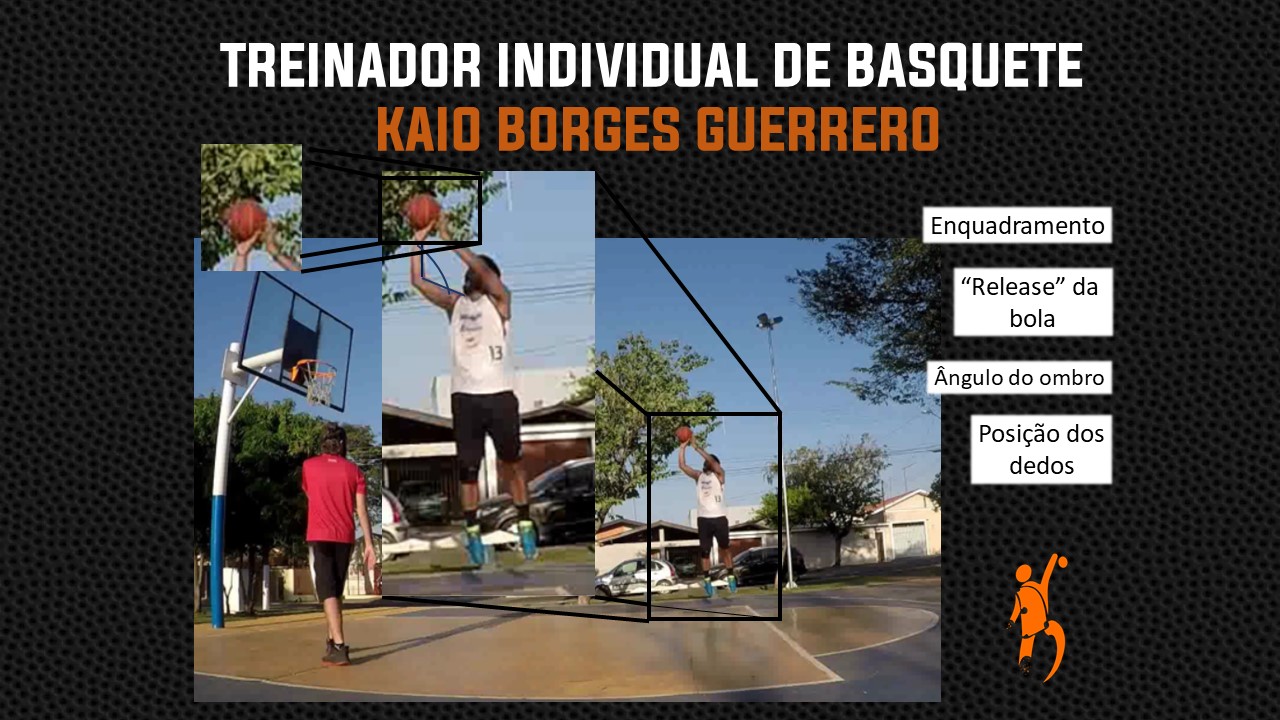 TREINADOR INDIVIDUAL DE BASQUETE
KAIO BORGES GUERRERO
Enquadramento
“Release” da
bola
Ângulo do ombro
Posição dos
dedos
13
13